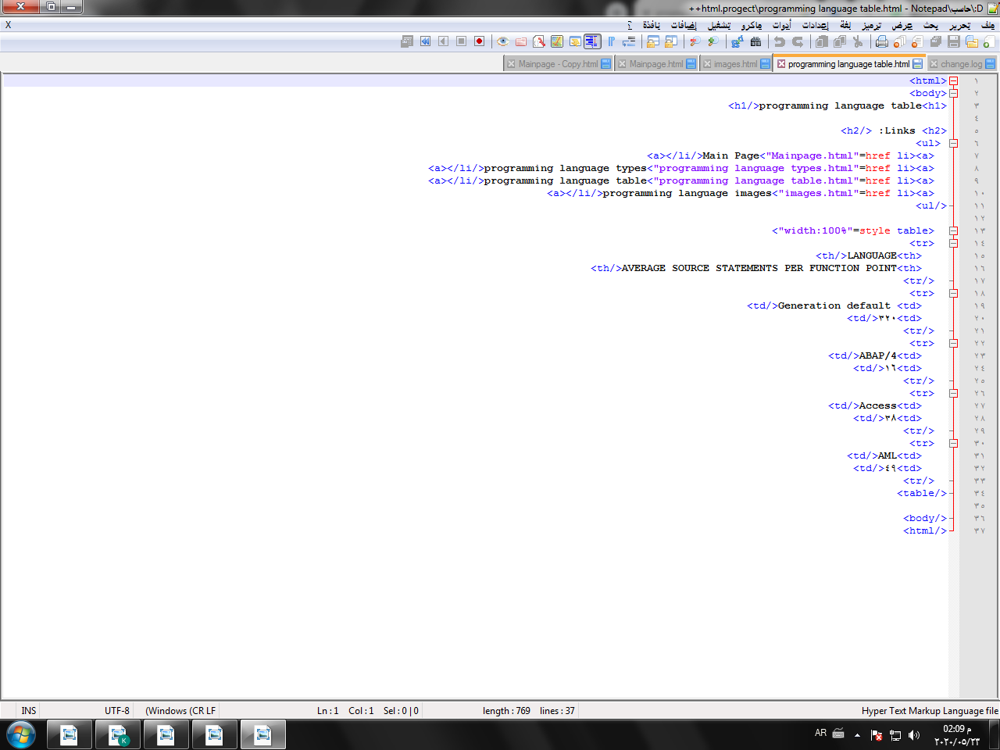 D:\حاسب\html.progect\programming language table.html - Notepad++
ملف تحرير بحث عرض ترميز لغة إعدادات أدوات ماكرو تشغيل إضافات نافذة ? X
change.log programming language table.html images.html Mainpage.html Mainpage - Copy.html
١ <html>
٢ <body>
٣ <h1>programming language table</h1>
٤
٥ <h2> Links: </h2>
٦ <ul>
٧ <a><li href="Mainpage.html">Main Page</li></a>
٨ <a><li href="programming language types.html">programming language types</li></a>
٩ <a><li href="programming language table.html">programming language table</li></a>
١٠ <a><li href="images.html">programming language images</li></a>
١١ </ul>
١٢
١٣ <table style="width:100%">
١٤ <tr>
١٥ <th>LANGUAGE</th>
١٦ <th>AVERAGE SOURCE STATEMENTS PER FUNCTION POINT</th>
١٧ </tr>
١٨ <tr>
١٩ <td> Generation default</td>
٢٠ <td>٣٢٠</td>
٢١ </tr>
٢٢ <tr>
٢٣ <td>ABAP/4</td>
٢٤ <td>١٦</td>
٢٥ </tr>
٢٦ <tr>
٢٧ <td>Access</td>
٢٨ <td>٣٨</td>
٢٩ </tr>
٣٠ <tr>
٣١ <td>AML</td>
٣٢ <td>٤٩</td>
٣٣ </tr>
٣٤ </table>
٣٥
٣٦ </body>
٣٧ </html>
Hyper Text Markup Language file length : 769 lines : 37 Ln : 1 Col : 1 Sel : 0 | 0 Windows (CR LF) UTF-8 INS
AR
02:09 م
٢٠٢٠/٠٥/٢٣
K